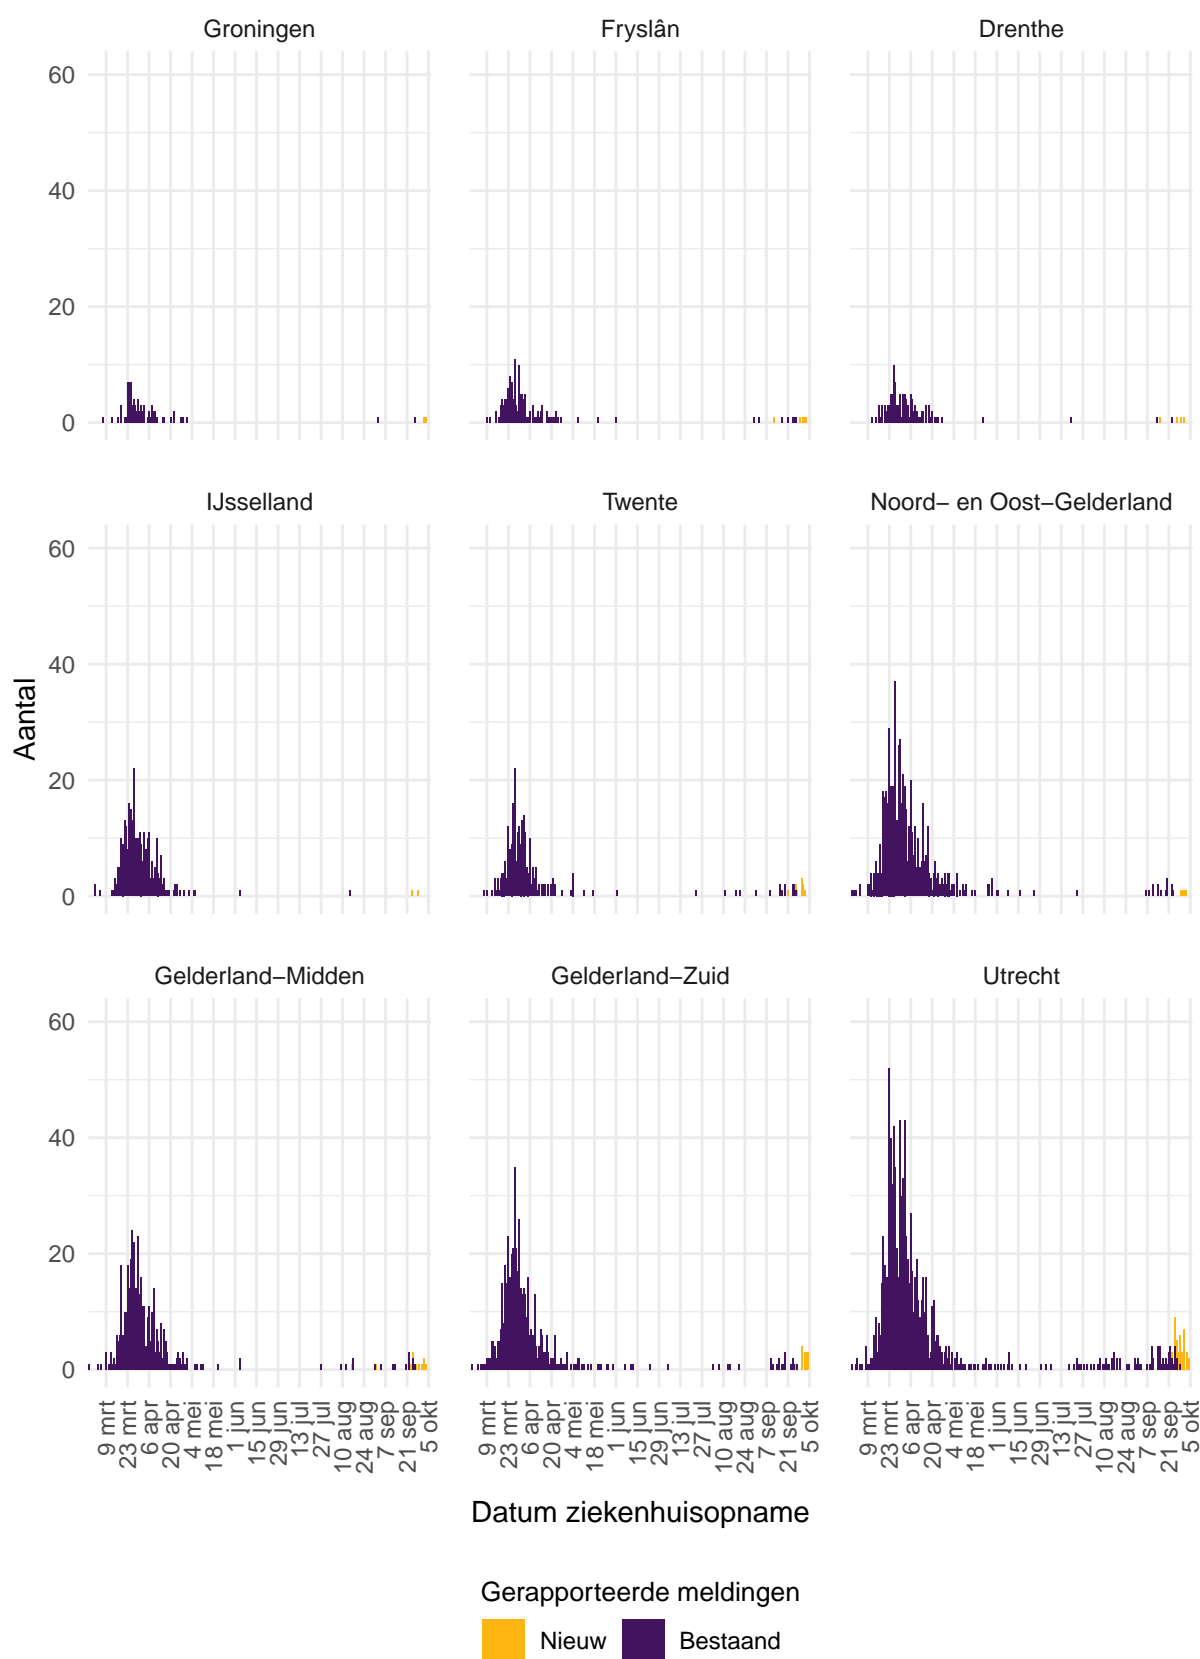 Groningen Fryslân Drenthe
60
40
20
0
IJsselland Twente Noord− en Oost−Gelderland
60
40
20
0
Aantal
Gelderland−Midden Gelderland−Zuid Utrecht
60
40
20
0
9 mrt 23 mrt 6 apr 20 apr 4 mei 18 mei 1 jun 15 jun 29 jun 13 jul 27 jul 10 aug 24 aug 7 sep 21 sep 5 okt
9 mrt 23 mrt 6 apr 20 apr 4 mei 18 mei 1 jun 15 jun 29 jun 13 jul 27 jul 10 aug 24 aug 7 sep 21 sep 5 okt
9 mrt 23 mrt 6 apr 20 apr 4 mei 18 mei 1 jun 15 jun 29 jun 13 jul 27 jul 10 aug 24 aug 7 sep 21 sep 5 okt
Datum ziekenhuisopname
Gerapporteerde meldingen
Nieuw Bestaand